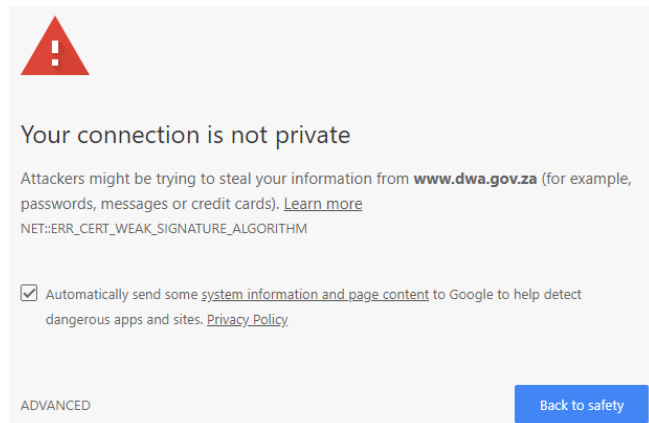 Your connection is not private
Attackers might be trying to steal your information from www.dwa.gov.za (for example,
passwords, messages or credit cards). Learn more
NET::ERR_CERT_WEAK_SIGNATURE_ALGORITHM
Automatically send some system information and page content to Google to help detect
dangerous apps and sites. Privacy Policy
ADVANCED
Back to safety